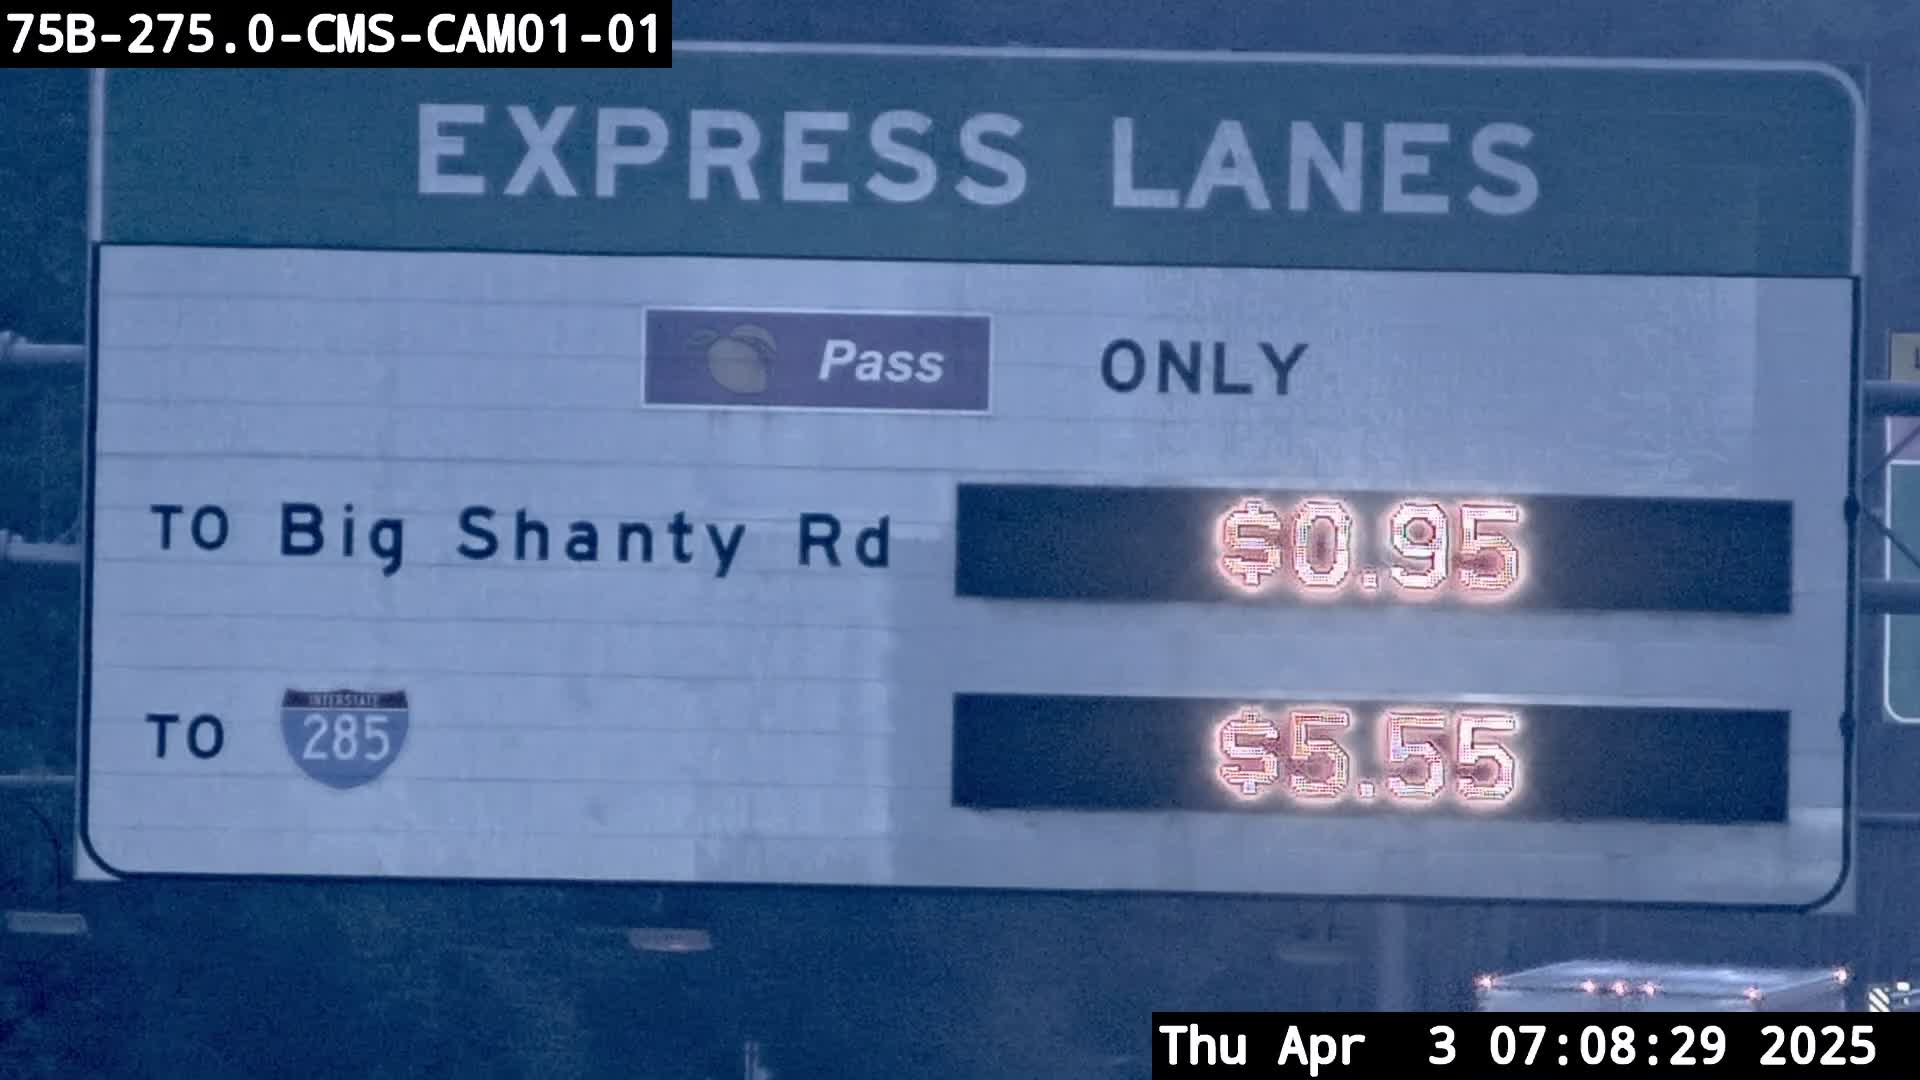 75B-275.0-CMS-CAM01-01
EXPRESS LANES
Pass ONLY
TO Big Shanty Rd $0.95
INTERSTATE
TO 285 $5.55
Thu Apr 3 07:08:29 2025